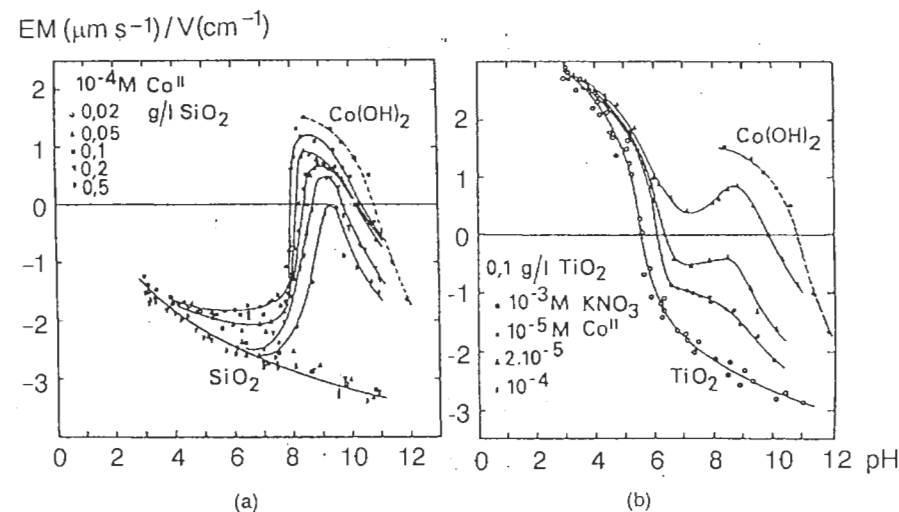 EM (μm s⁻¹) / V(cm⁻¹)
10⁻⁴M Coᴵᴵ
0,02 g/l SiO₂
0,05
0,1
0,2
0,5
Co(OH)₂
SiO₂
2
1
0
-1
-2
-3
0 2 4 6 8 10 12
(a)
Co(OH)₂
0,1 g/l TiO₂
10⁻³M KNO₃
10⁻⁵M Coᴵᴵ
2.10⁻⁵
10⁻⁴
TiO₂
2
1
0
-1
-2
-3
0 2 4 6 8 10 12 pH
(b)